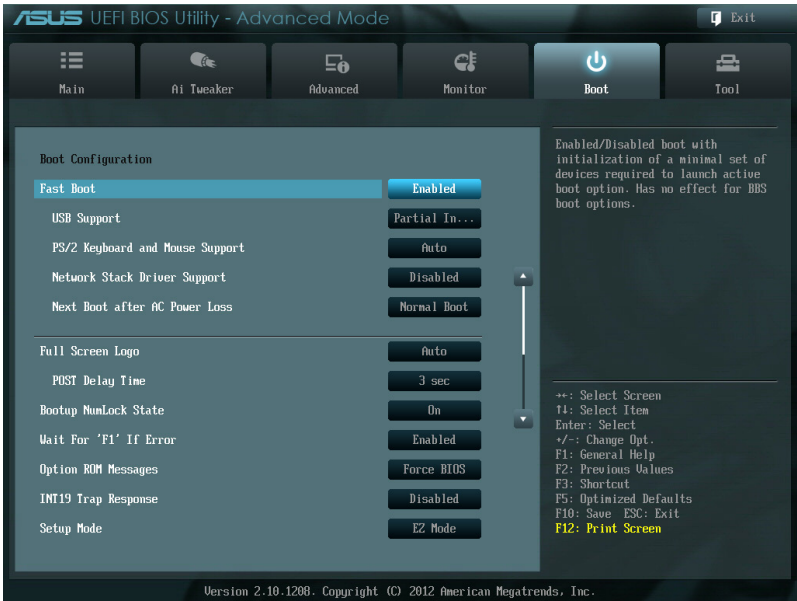 ASUS UEFI BIOS Utility - Advanced Mode
Exit
Main
Ai Tweaker
Advanced
Monitor
Boot
Tool
Boot Configuration
Fast Boot Enabled
USB Support Partial In...
PS/2 Keyboard and Mouse Support Auto
Network Stack Driver Support Disabled
Next Boot after AC Power Loss Normal Boot
Full Screen Logo Auto
POST Delay Time 3 sec
Bootup NumLock State On
Wait For 'F1' If Error Enabled
Option ROM Messages Force BIOS
INT19 Trap Response Disabled
Setup Mode EZ Mode
Enabled/Disabled boot with
initialization of a minimal set of
devices required to launch active
boot option. Has no effect for BBS
boot options.
→←: Select Screen
↑↓: Select Item
Enter: Select
+/-: Change Opt.
F1: General Help
F2: Previous Values
F3: Shortcut
F5: Optimized Defaults
F10: Save ESC: Exit
F12: Print Screen
Version 2.10.1208. Copyright (C) 2012 American Megatrends, Inc.